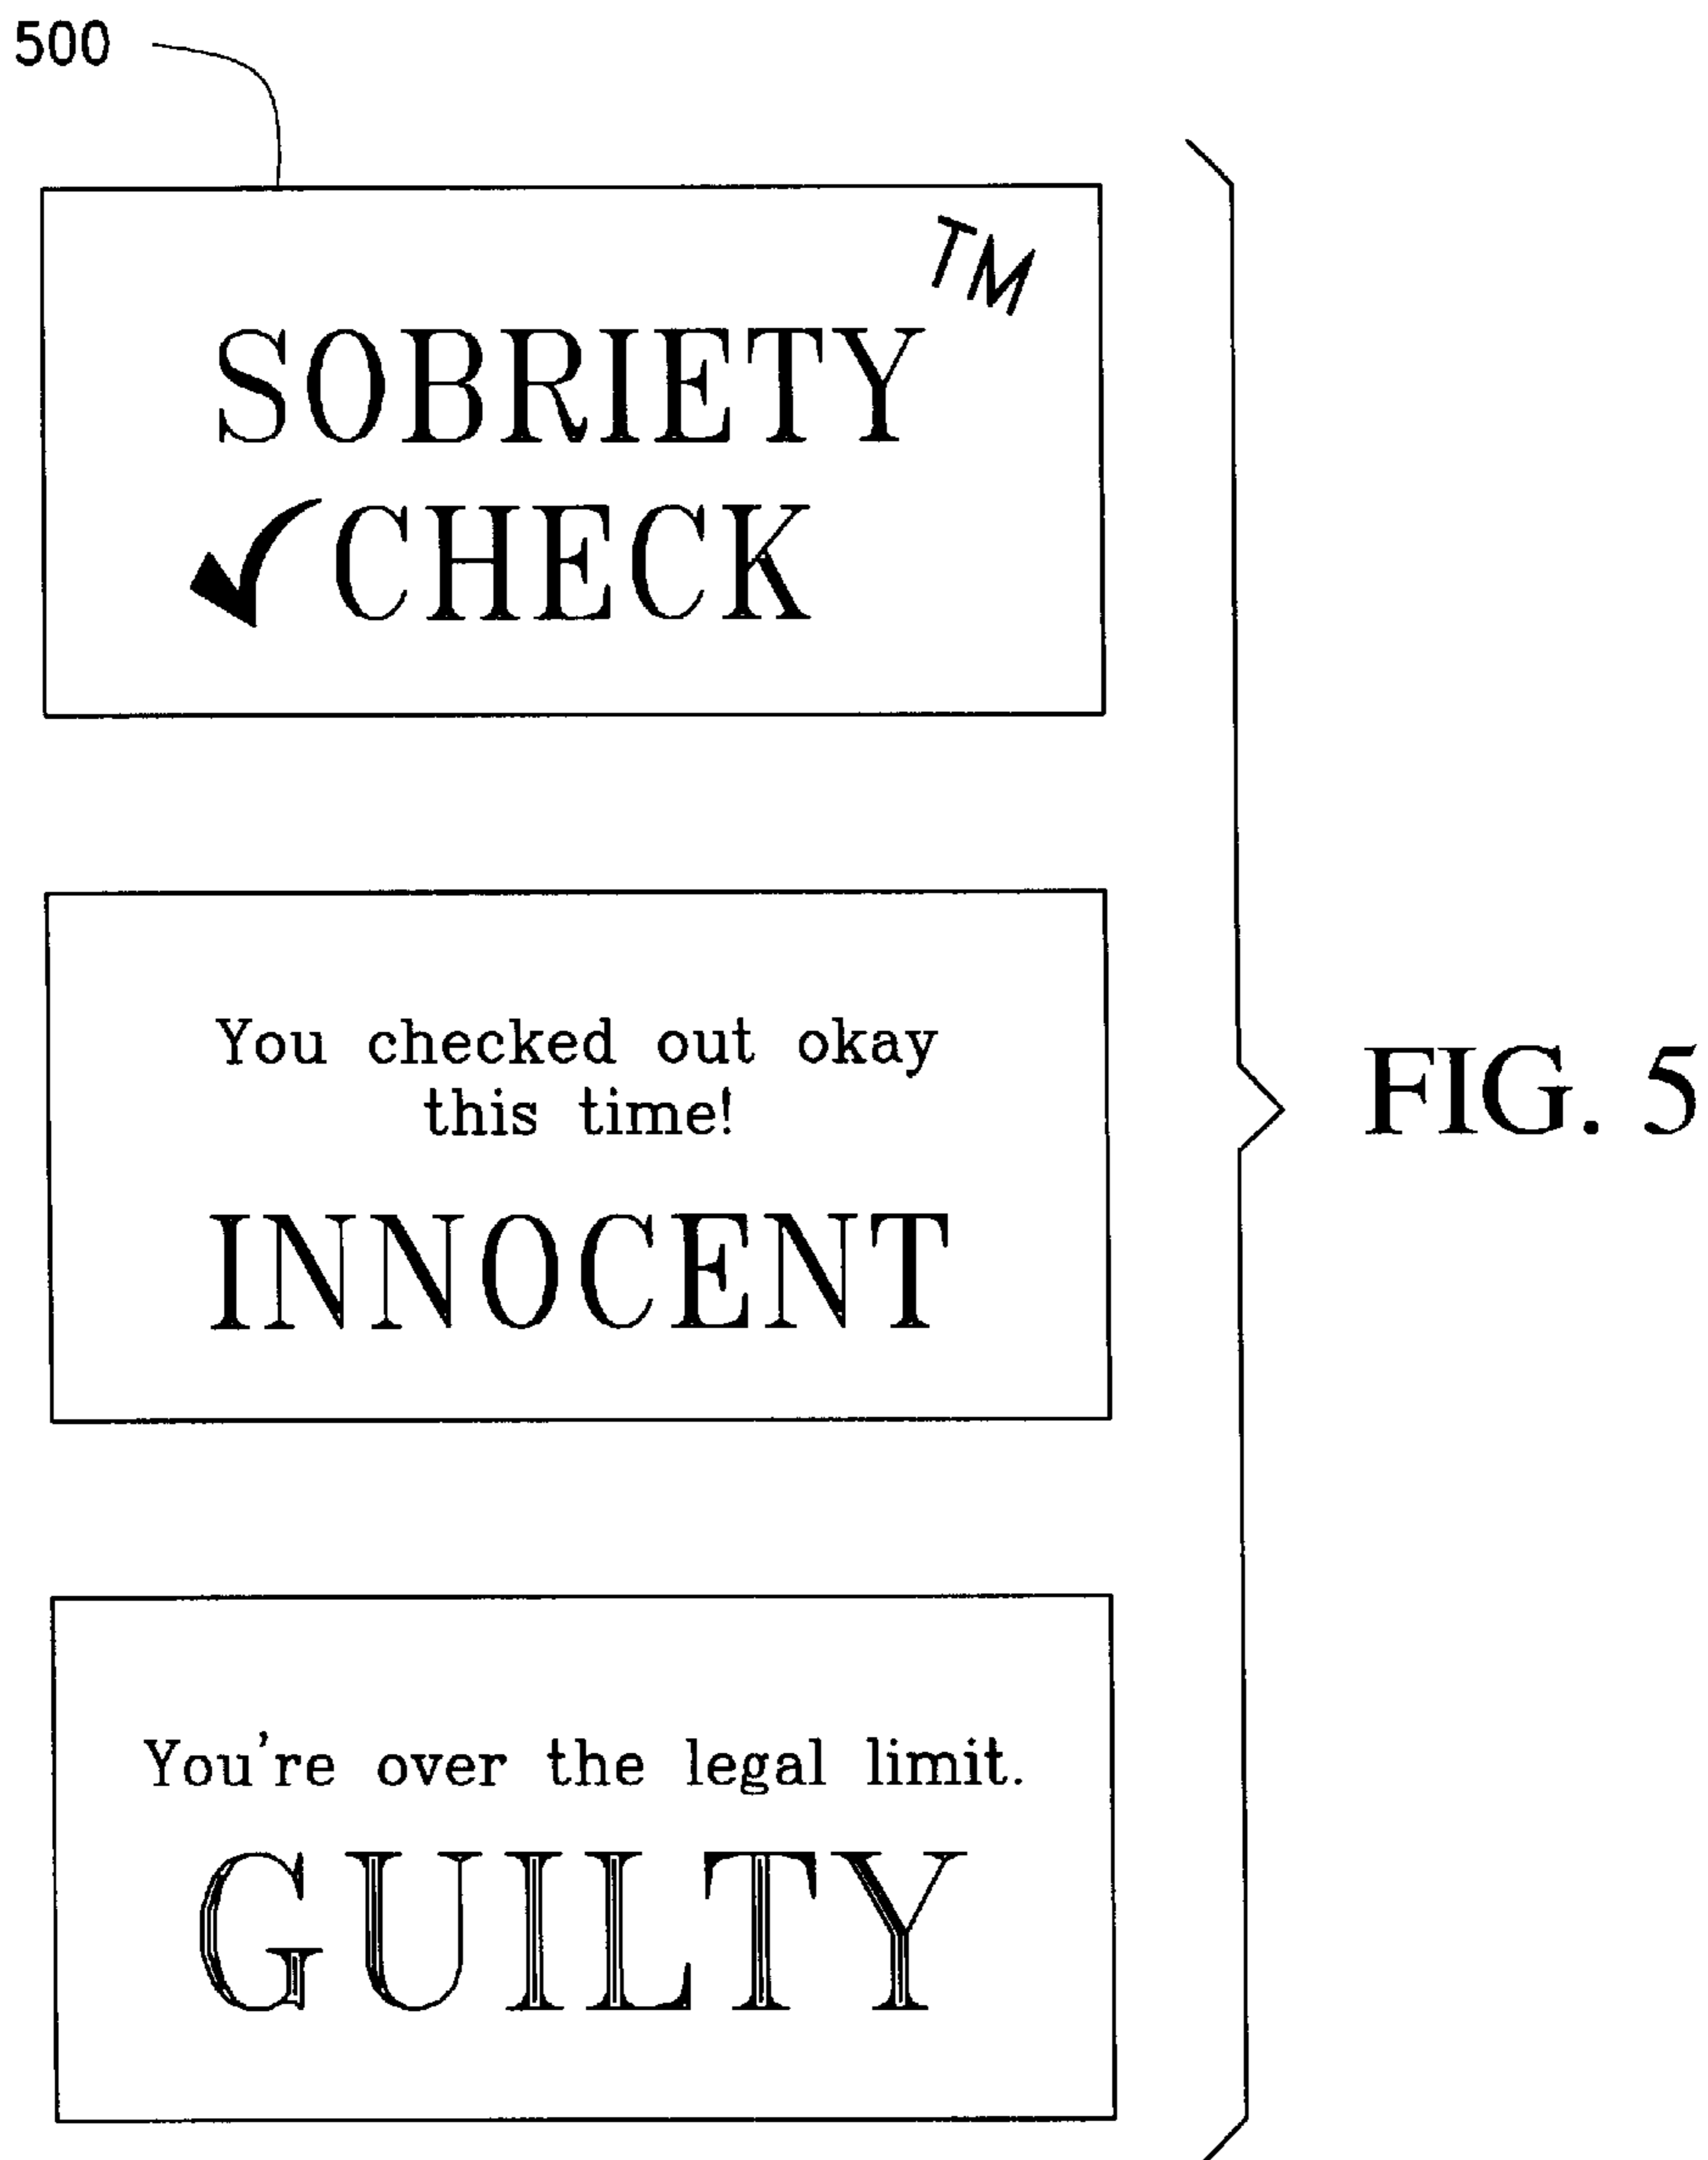 500
SOBRIETY TM
✓CHECK
You checked out okay
this time!
INNOCENT
FIG. 5
You're over the legal limit.
GUILTY